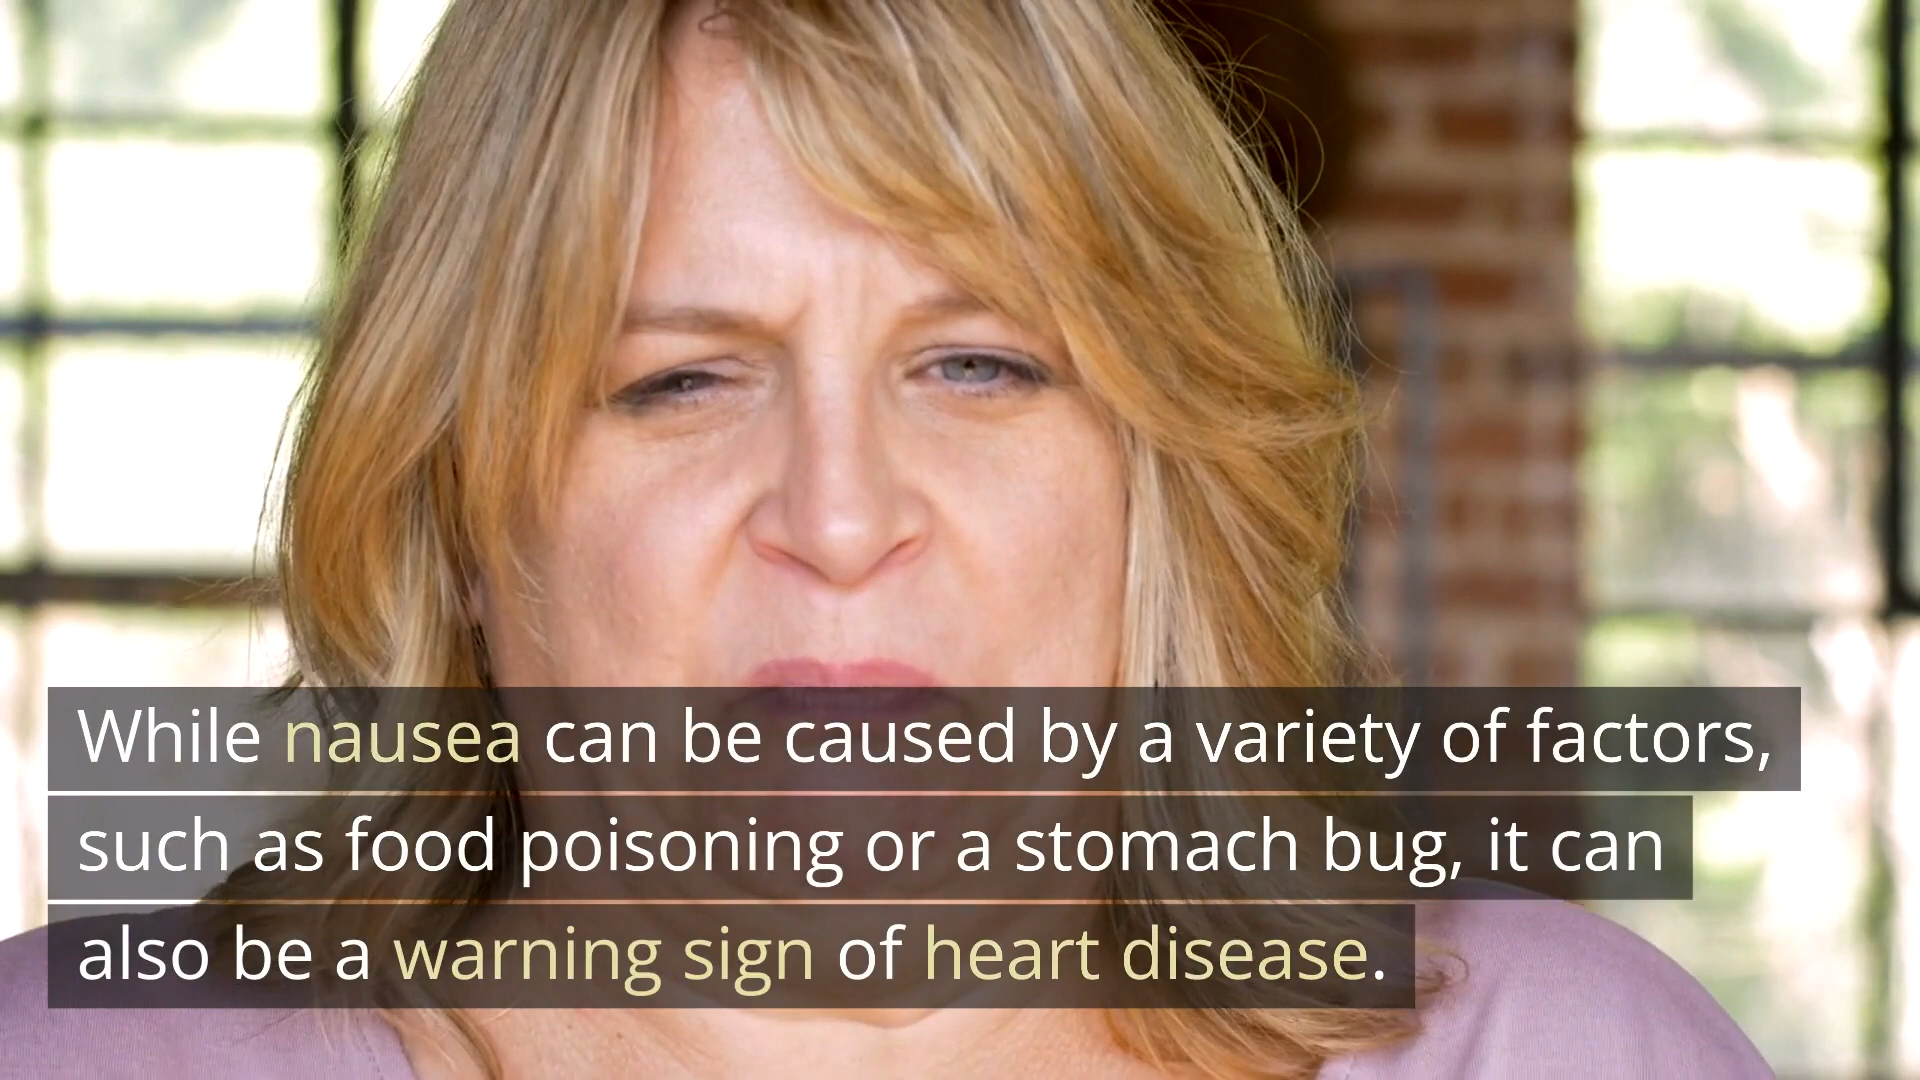 While nausea can be caused by a variety of factors,
such as food poisoning or a stomach bug, it can
also be a warning sign of heart disease.